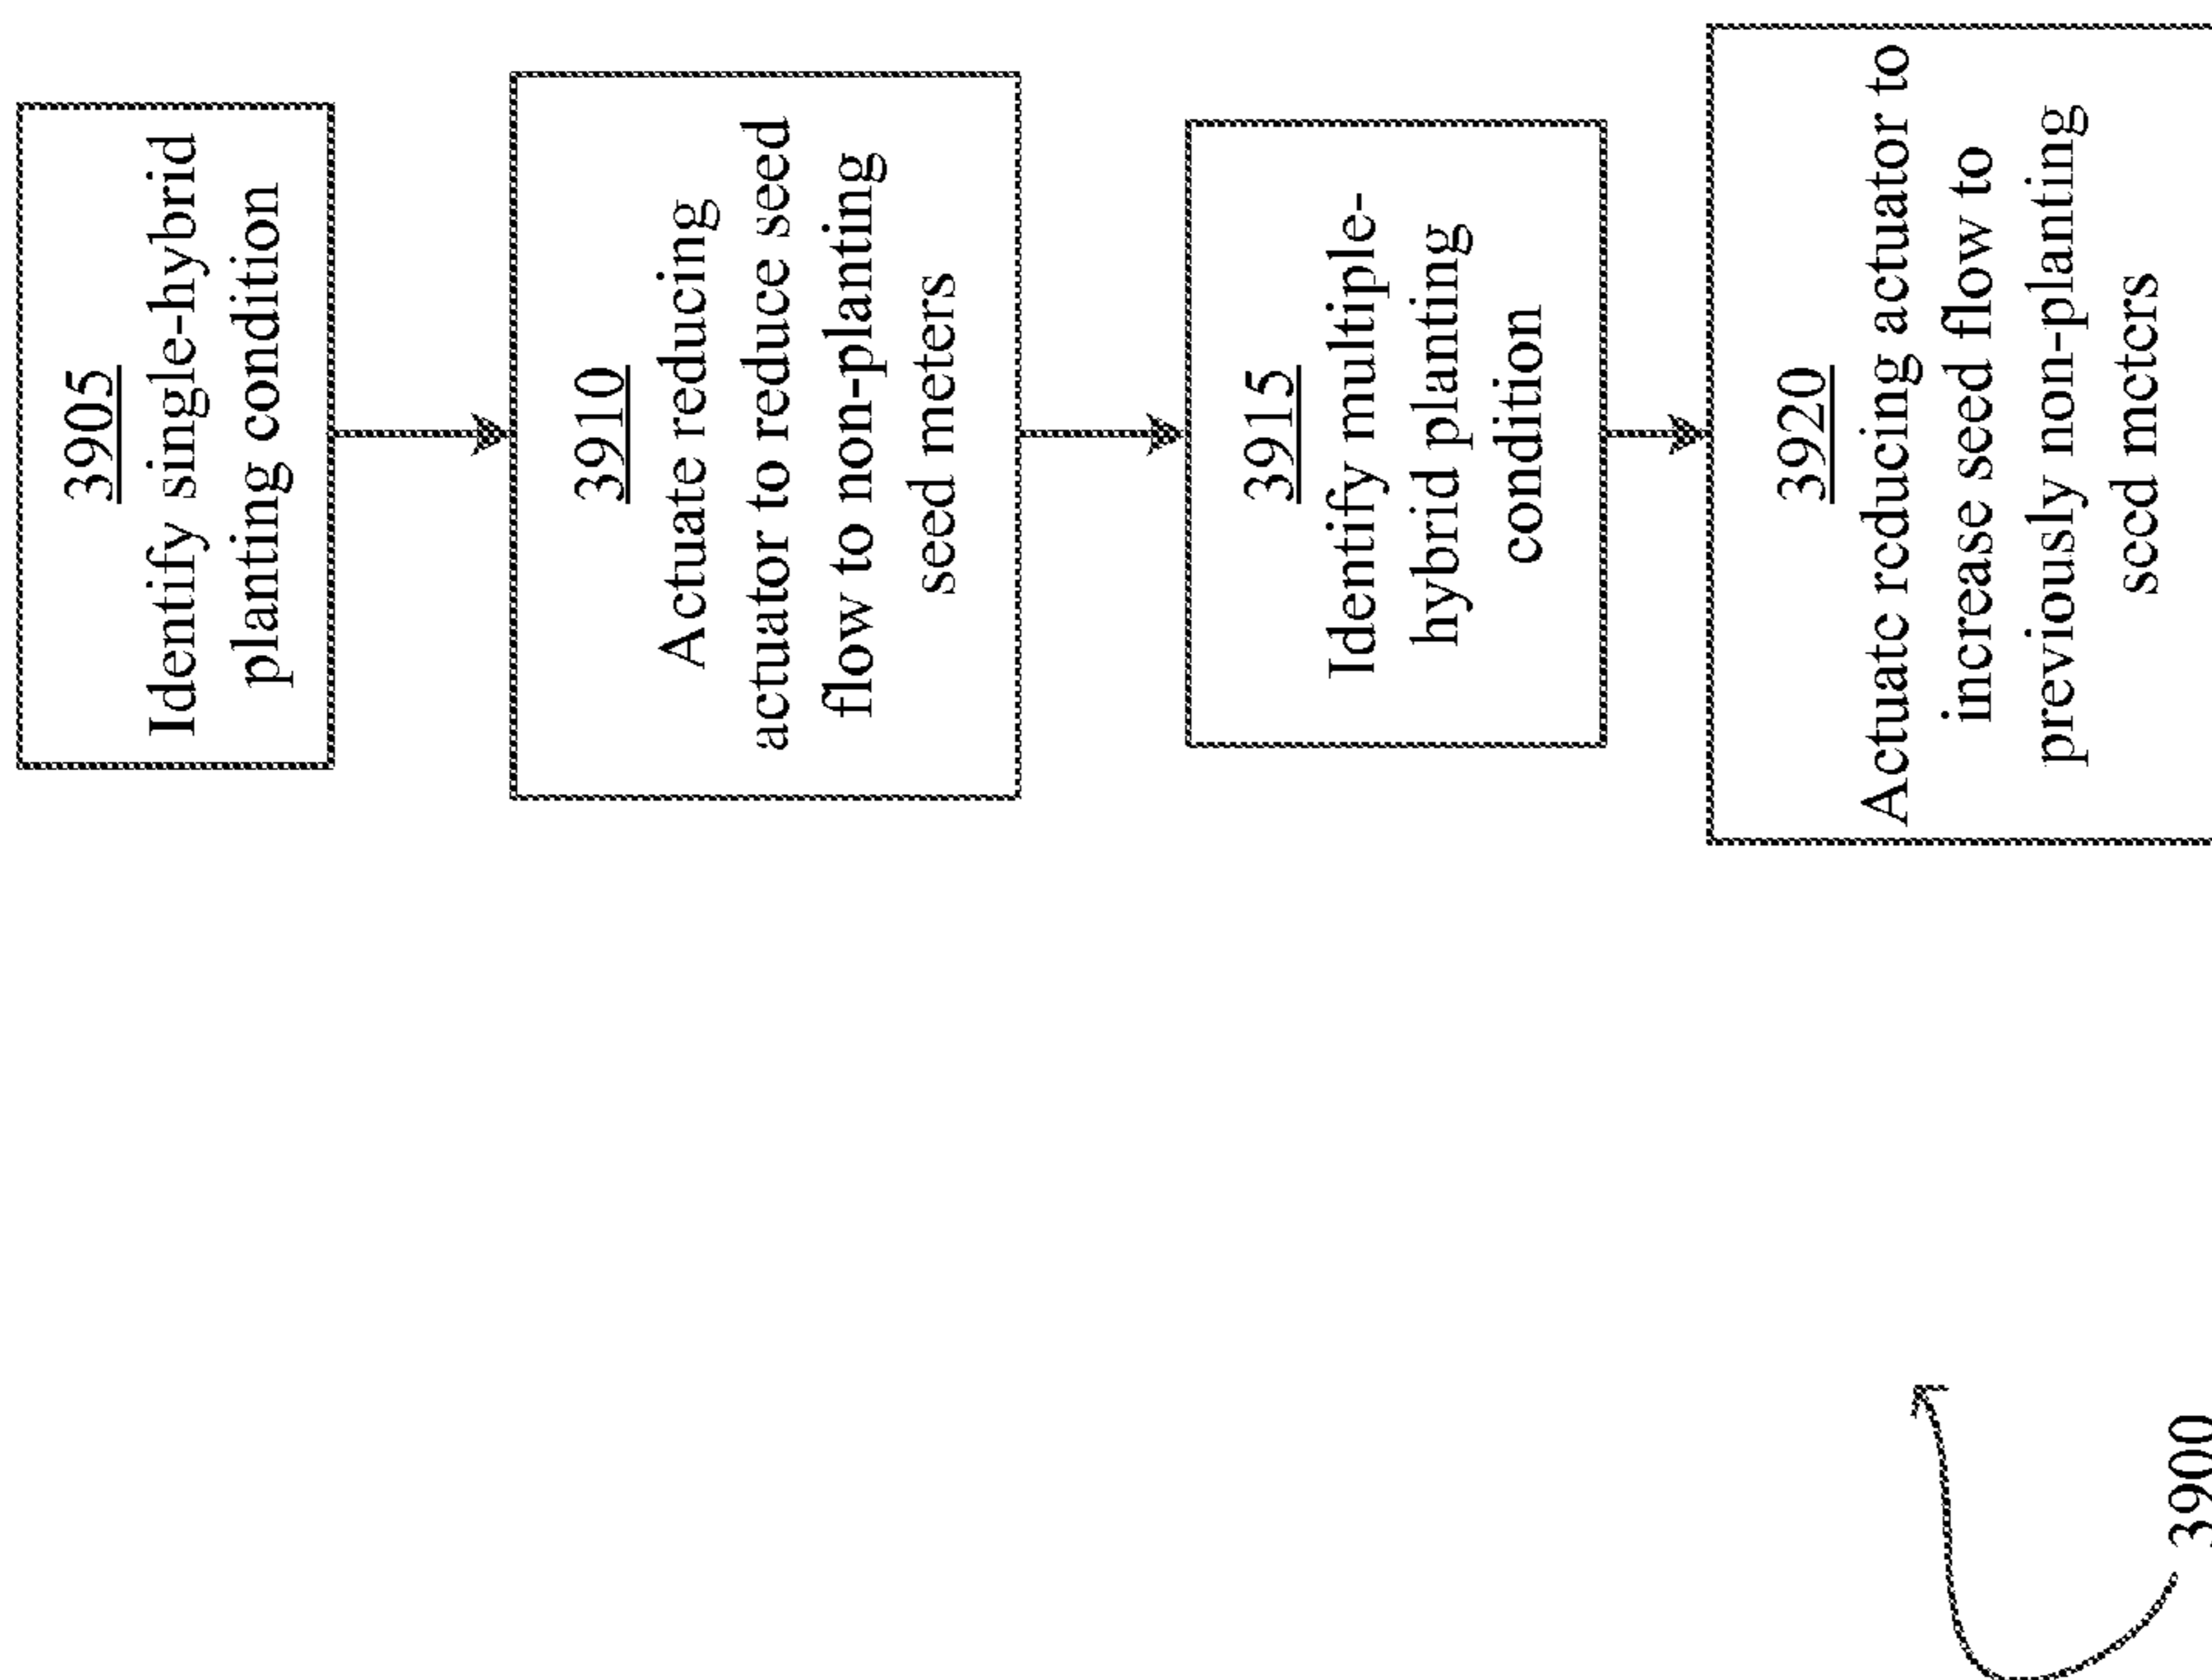 3905
Identify single-hybrid
planting condition
3910
Actuate reducing
actuator to reduce seed
flow to non-planting
seed meters
3915
Identify multiple-
hybrid planting
condition
3920
Actuate reducing actuator to
increase seed flow to
previously non-planting
seed meters
3900